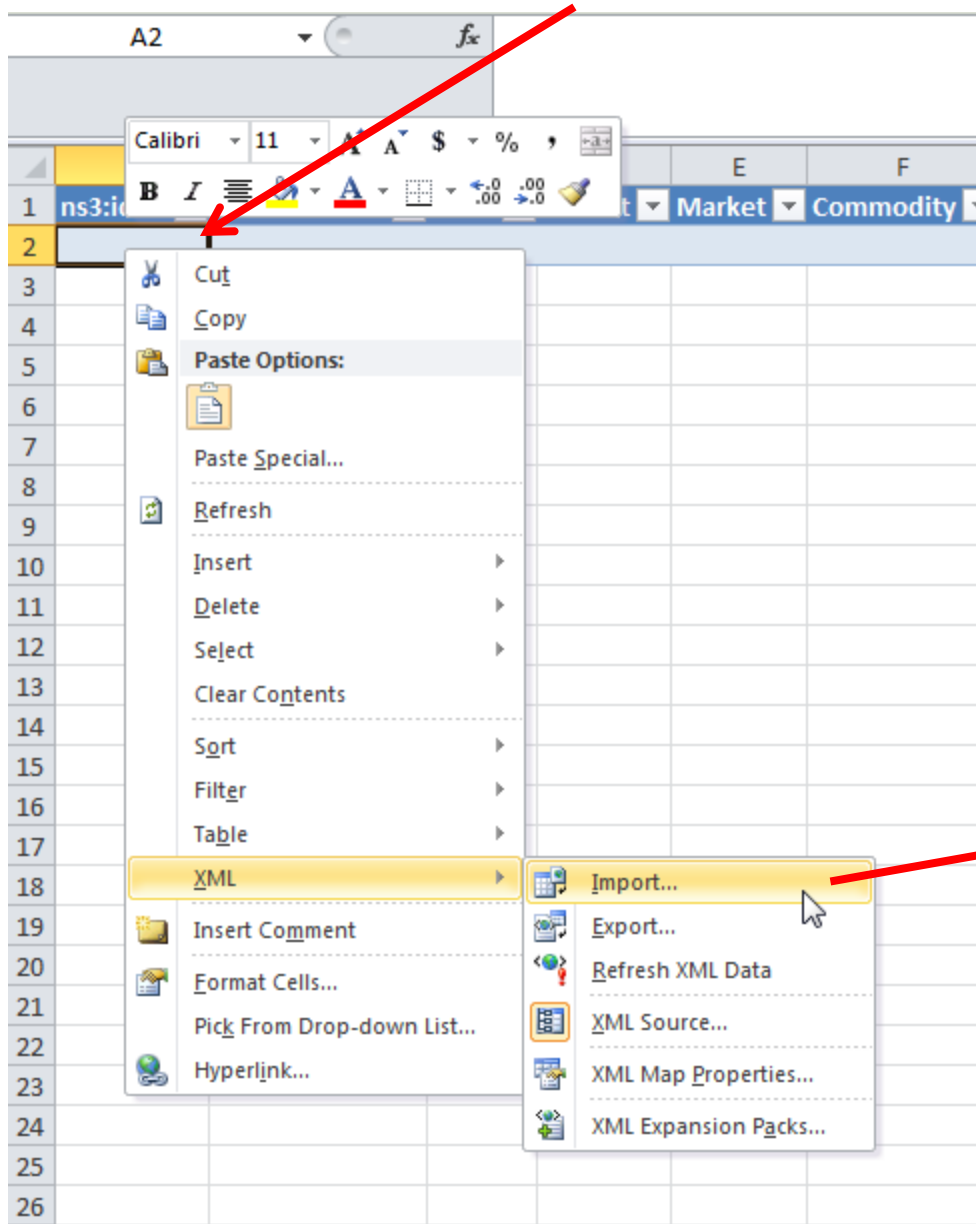 A2 fx
Calibri 11 A A $ % , a
B I A .0 .00 .00 .0
E F
1 ns3:i t Market Commodity
2
3 Cut
4 Copy
5 Paste Options:
6
7 Paste Special...
8
9 Refresh
10 Insert
11 Delete
12 Select
13 Clear Contents
14
15 Sort
16 Filter
17 Table
18 XML Import...
19 Insert Comment Export...
20 Format Cells... Refresh XML Data
21 Pick From Drop-down List... XML Source...
22
23 Hyperlink... XML Map Properties...
24 XML Expansion Packs...
25
26